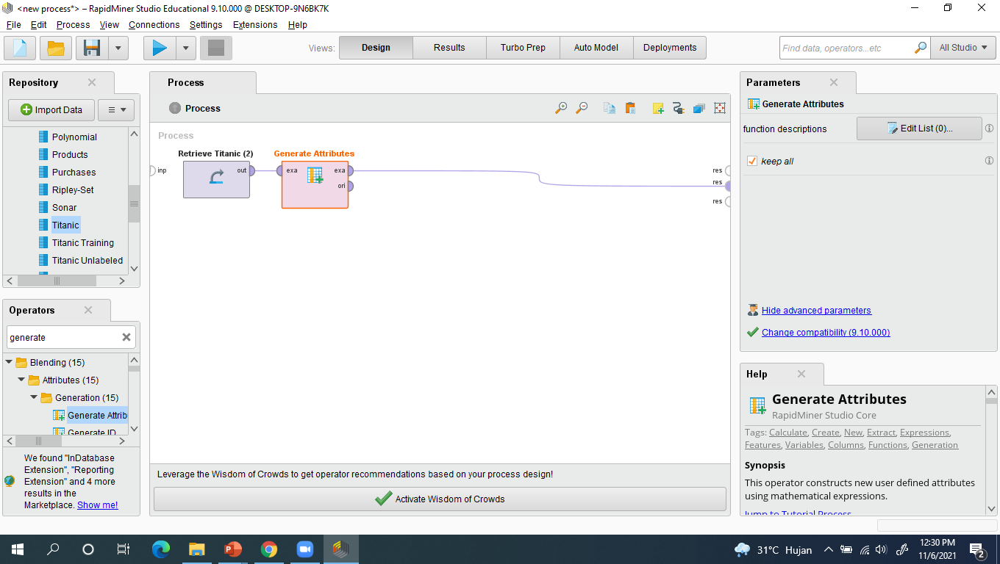 <new process*> – RapidMiner Studio Educational 9.10.000 @ DESKTOP-9N6BK7K
File Edit Process View Connections Settings Extensions Help
Views: Design Results Turbo Prep Auto Model Deployments
Find data, operators...etc
All Studio
Repository
Import Data
Polynomial
Products
Purchases
Ripley-Set
Sonar
Titanic
Titanic Training
Titanic Unlabeled
Operators
generate
Blending (15)
Attributes (15)
Generation (15)
Generate Attrib
Generate ID
We found "InDatabase
Extension", "Reporting
Extension" and 4 more
results in the
Marketplace. Show me!
Process
Process
Process
Retrieve Titanic (2)
Generate Attributes
inp
out
exa
exa
ori
res
res
res
Leverage the Wisdom of Crowds to get operator recommendations based on your process design!
Activate Wisdom of Crowds
Parameters
Generate Attributes
function descriptions
Edit List (0)...
keep all
Hide advanced parameters
Change compatibility (9.10.000)
Help
Generate Attributes
RapidMiner Studio Core
Tags: Calculate, Create, New, Extract, Expressions,
Features, Variables, Columns, Functions, Generation
Synopsis
This operator constructs new user defined attributes
using mathematical expressions.
Jump to Tutorial Process
31°C Hujan
12:30 PM
11/6/2021
2